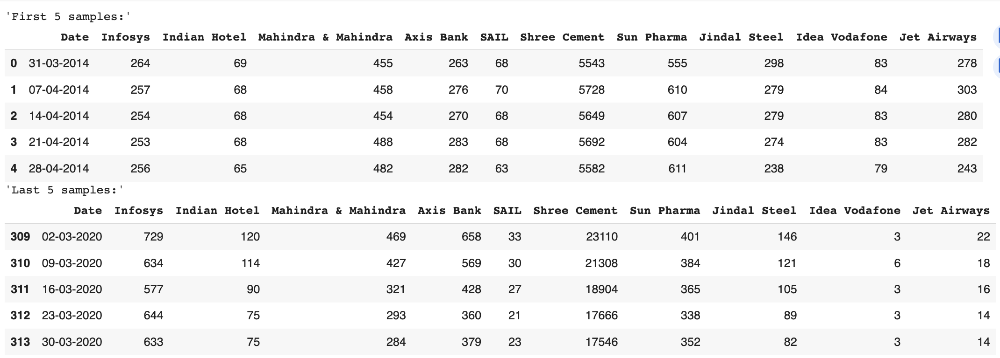 'First 5 samples:'
Date Infosys Indian Hotel Mahindra & Mahindra Axis Bank SAIL Shree Cement Sun Pharma Jindal Steel Idea Vodafone Jet Airways
0 31-03-2014 264 69 455 263 68 5543 555 298 83 278
1 07-04-2014 257 68 458 276 70 5728 610 279 84 303
2 14-04-2014 254 68 454 270 68 5649 607 279 83 280
3 21-04-2014 253 68 488 283 68 5692 604 274 83 282
4 28-04-2014 256 65 482 282 63 5582 611 238 79 243
'Last 5 samples:'
Date Infosys Indian Hotel Mahindra & Mahindra Axis Bank SAIL Shree Cement Sun Pharma Jindal Steel Idea Vodafone Jet Airways
309 02-03-2020 729 120 469 658 33 23110 401 146 3 22
310 09-03-2020 634 114 427 569 30 21308 384 121 6 18
311 16-03-2020 577 90 321 428 27 18904 365 105 3 16
312 23-03-2020 644 75 293 360 21 17666 338 89 3 14
313 30-03-2020 633 75 284 379 23 17546 352 82 3 14